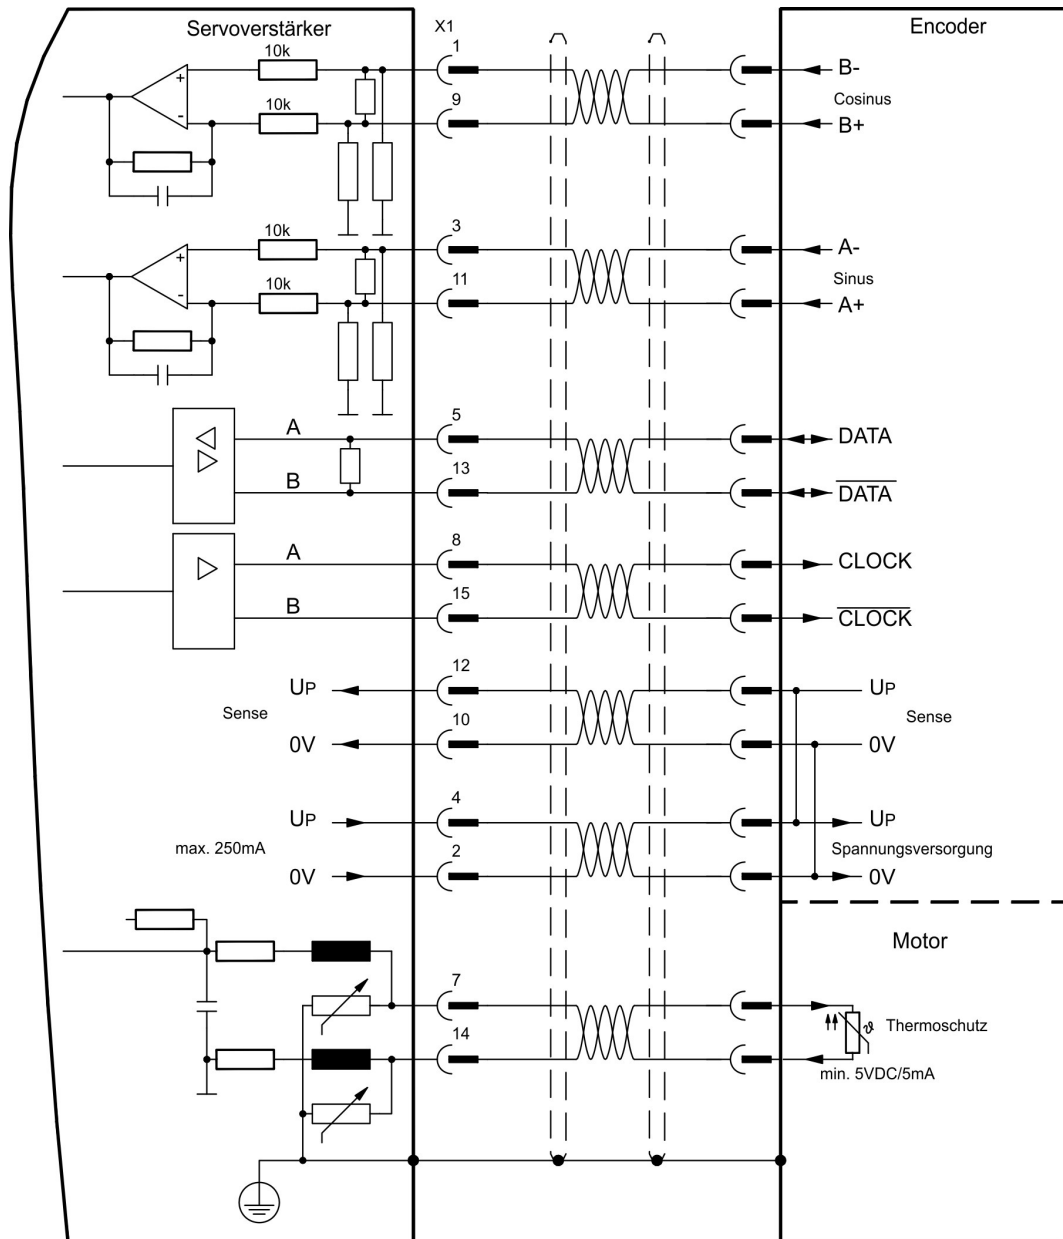 Servoverstärker
X1
Encoder
10k
+
-
10k
1
9
B-
Cosinus
B+
10k
+
-
10k
3
11
A-
Sinus
A+
A
B
5
13
DATA
DATA
A
B
8
15
CLOCK
CLOCK
UP
Sense
0V
12
10
UP
Sense
0V
UP
max. 250mA
0V
4
2
UP
Spannungsversorgung
0V
Motor
7
14
ϑ
Thermoschutz
min. 5VDC/5mA